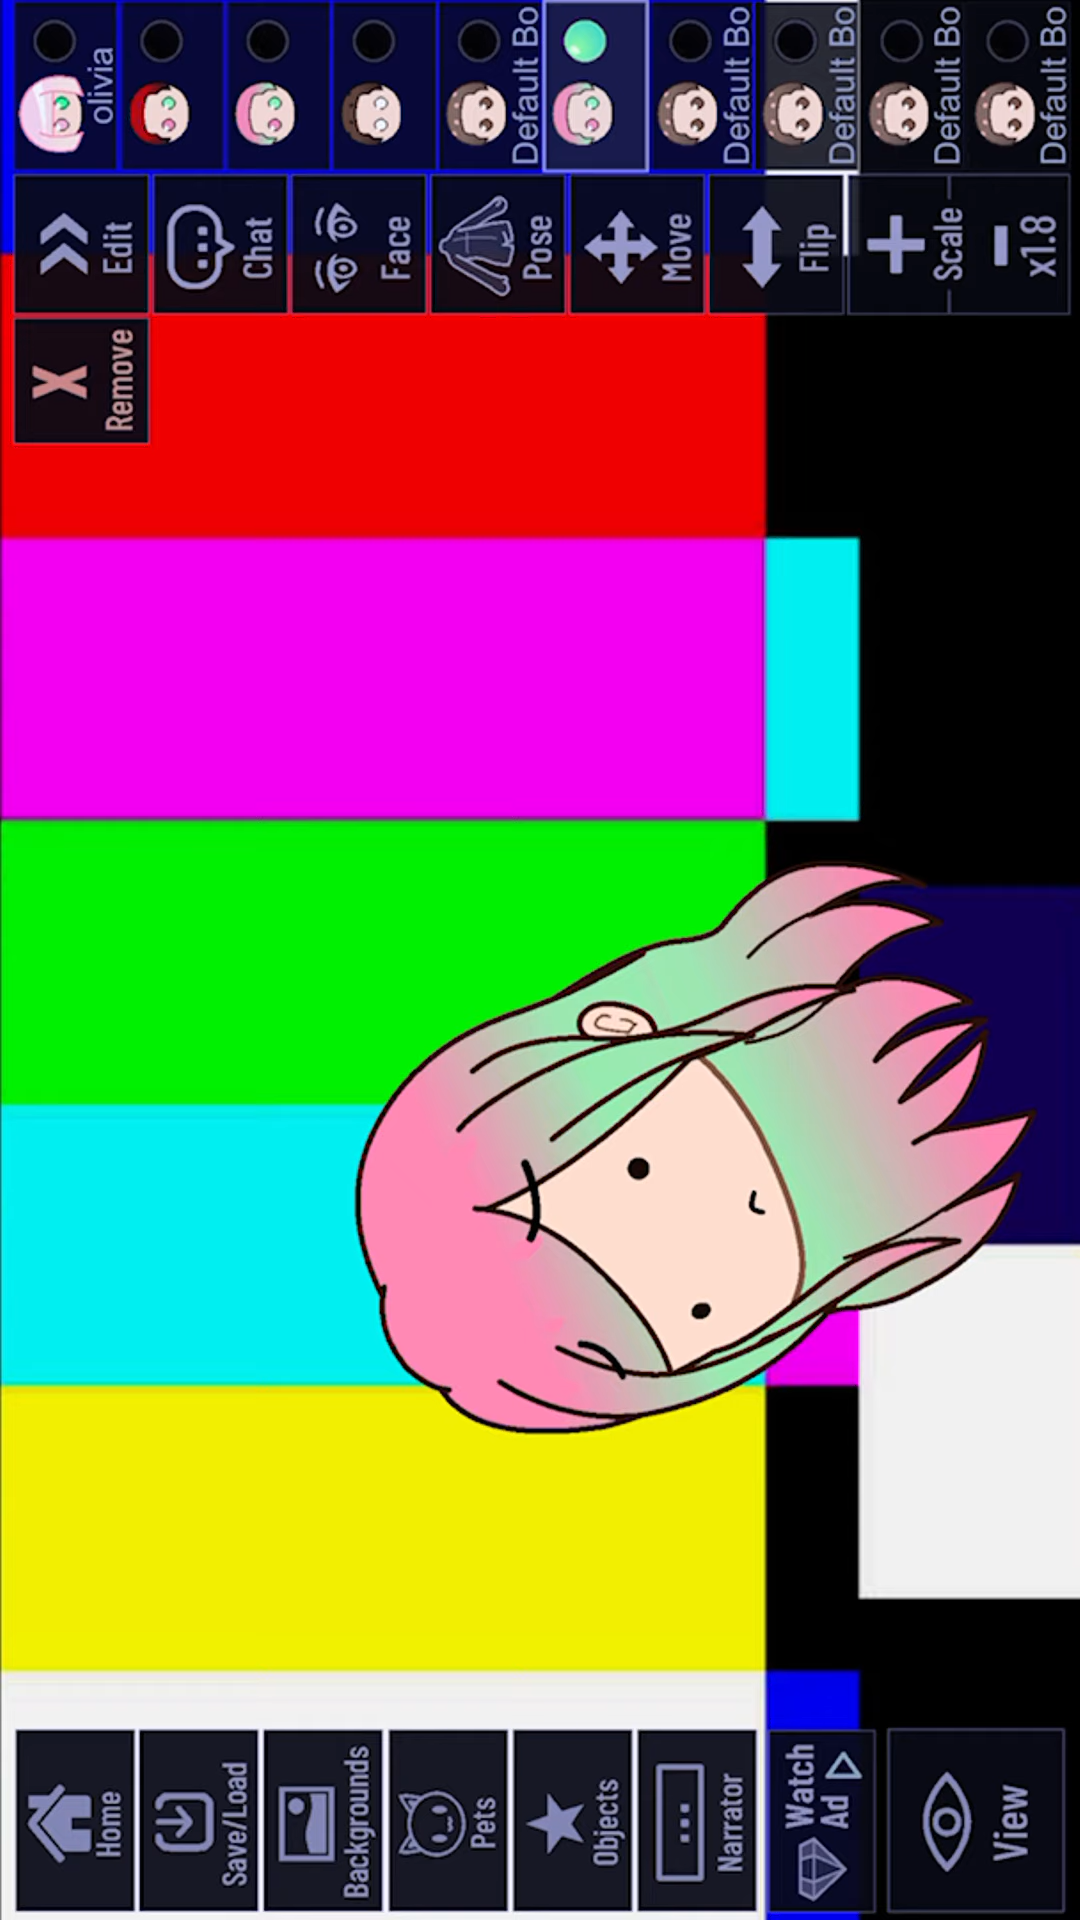 Home
Save/Load
Backgrounds
Pets
Objects
Narrator
Watch
Ad
View
Remove
Edit
Chat
Face
Pose
Move
Flip
Scale
x1.8
olivia
Default Bo
Default Bo
Default Bo
Default Bo
Default Bo